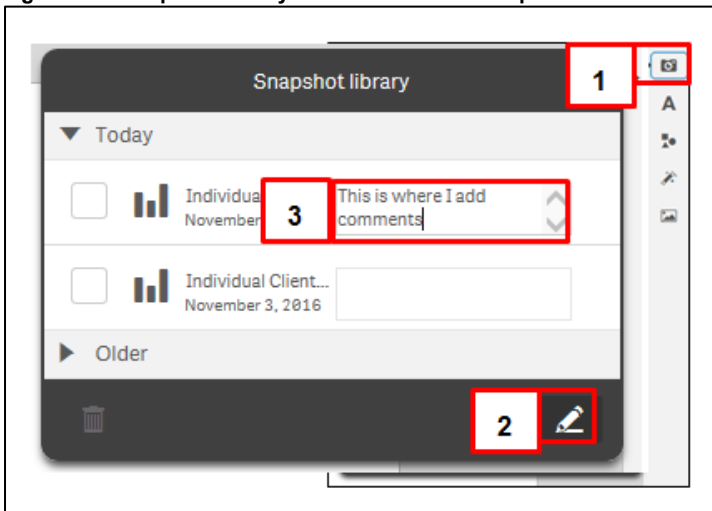 Snapshot library
1
A
Today
Individua
November
3
This is where I add
comments
Individual Client...
November 3, 2016
Older
2